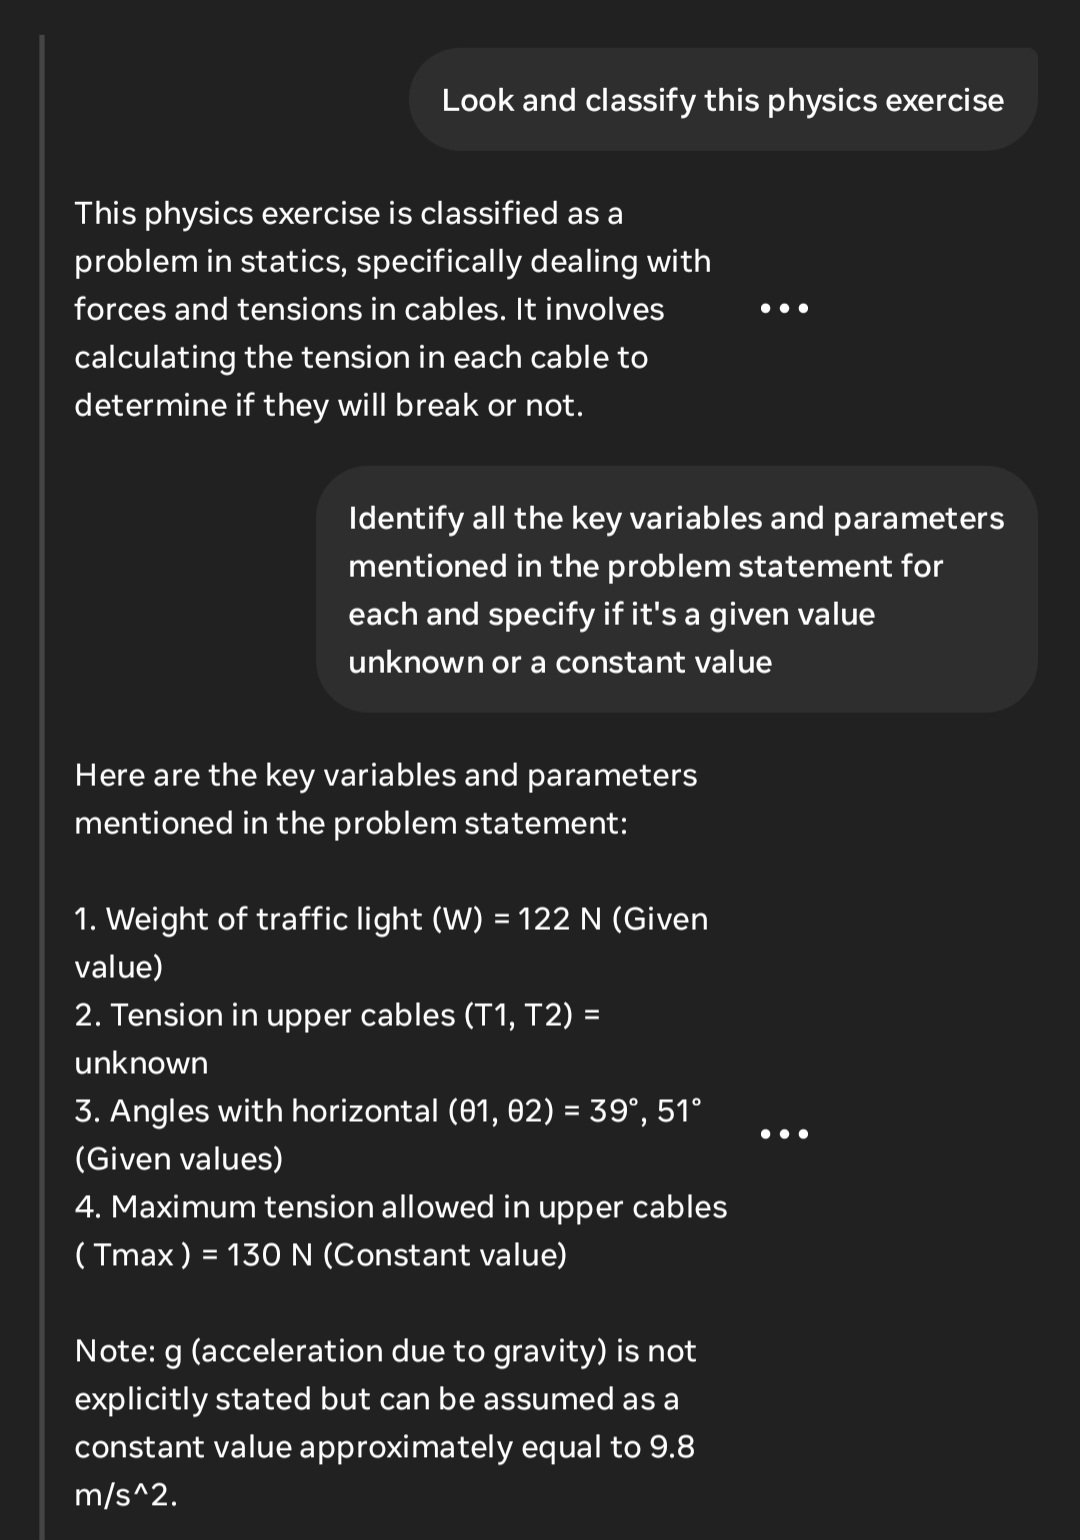 Look and classify this physics exercise
This physics exercise is classified as a
problem in statics, specifically dealing with
forces and tensions in cables. It involves
calculating the tension in each cable to
determine if they will break or not.
Identify all the key variables and parameters
mentioned in the problem statement for
each and specify if it's a given value
unknown or a constant value
Here are the key variables and parameters
mentioned in the problem statement:
1. Weight of traffic light (W) = 122 N (Given
value)
2. Tension in upper cables (T1, T2) =
unknown
3. Angles with horizontal (θ1, θ2) = 39°, 51°
(Given values)
4. Maximum tension allowed in upper cables
( Tmax ) = 130 N (Constant value)
Note: g (acceleration due to gravity) is not
explicitly stated but can be assumed as a
constant value approximately equal to 9.8
m/s^2.